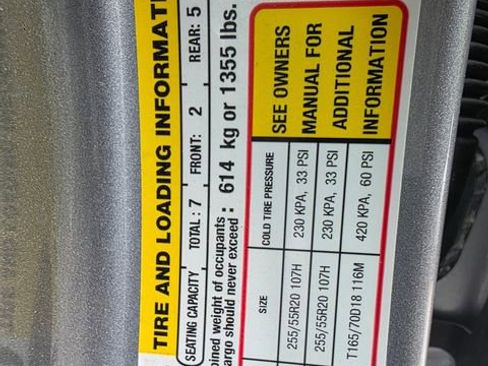 TIRE AND LOADING INFORMATI
SEATING CAPACITY TOTAL : 7 FRONT: 2 REAR: 5
bined weight of occupants
argo should never exceed : 614 kg or 1355 lbs.
SIZE COLD TIRE PRESSURE SEE OWNERS
255/55R20 107H 230 KPA, 33 PSI MANUAL FOR
255/55R20 107H 230 KPA, 33 PSI ADDITIONAL
T165/70D18 116M 420 KPA, 60 PSI INFORMATION